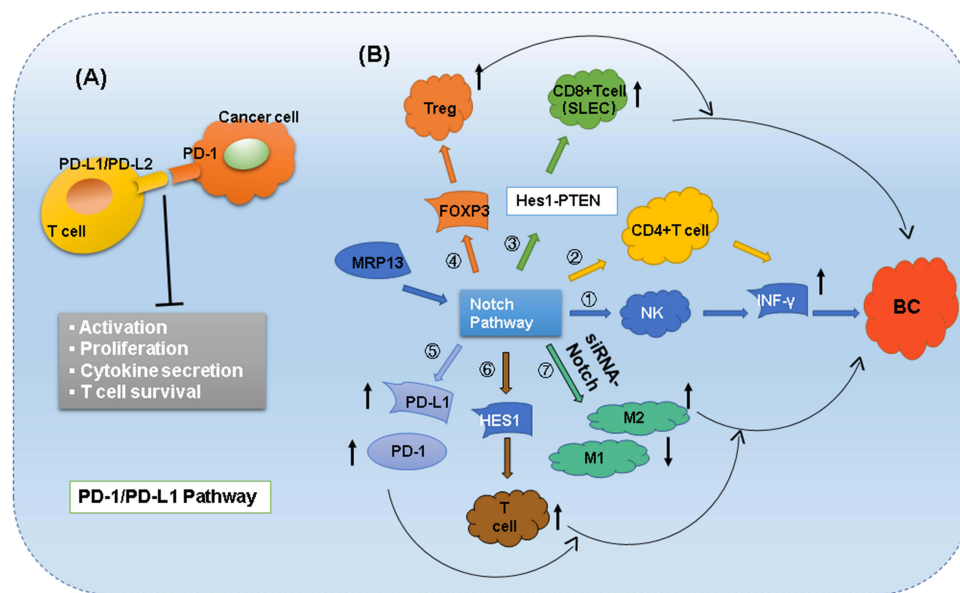 (A)
Cancer cell
PD-1
PD-L1/PD-L2
T cell
▪ Activation
▪ Proliferation
▪ Cytokine secretion
▪ T cell survival
PD-1/PD-L1 Pathway
(B)
Treg
CD8+Tcell
(SLEC)
FOXP3
Hes1-PTEN
④
③
②
CD4+T cell
MRP13
Notch
Pathway
①
NK
INF-γ
BC
⑤
⑥
⑦
siRNA-
Notch
PD-L1
PD-1
HES1
M2
M1
T
cell